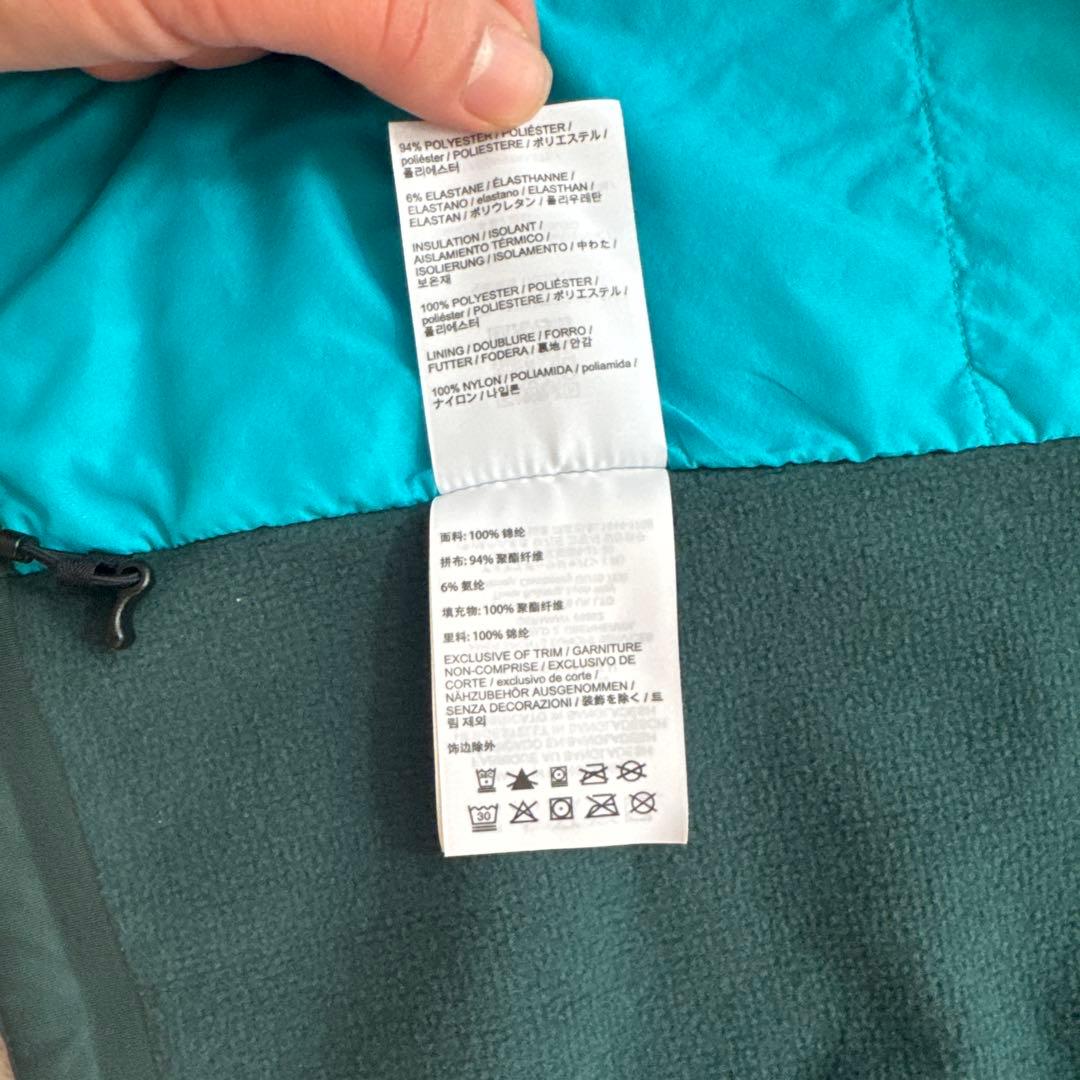 94% POLYESTER / POLIÉSTER /
poliéster / POLIESTERE / ポリエステル /
폴리에스터
6% ELASTANE / ÉLASTHANNE /
ELASTANO / elastano / ELASTHAN /
ELASTAN / ポリウレタン / 폴리우레탄
INSULATION / ISOLANT /
AISLAMIENTO TÉRMICO /
ISOLIERUNG / ISOLAMENTO / 中わた /
보온재
100% POLYESTER / POLIÉSTER /
poliéster / POLIESTERE / ポリエステル /
폴리에스터
LINING / DOUBLURE / FORRO /
FUTTER / FODERA / 裏地 / 안감
100% NYLON / POLIAMIDA / poliamida /
ナイロン / 나일론
面料: 100% 锦纶
拼布: 94% 聚酯纤维
6% 氨纶
填充物: 100% 聚酯纤维
里料: 100% 锦纶
EXCLUSIVE OF TRIM / GARNITURE
NON-COMPRISE / EXCLUSIVO DE
CORTE / exclusivo de corte /
NÄHZUBEHÖR AUSGENOMMEN /
SENZA DECORAZIONI / 装飾を除く / 트
림 제외
饰边除外
30